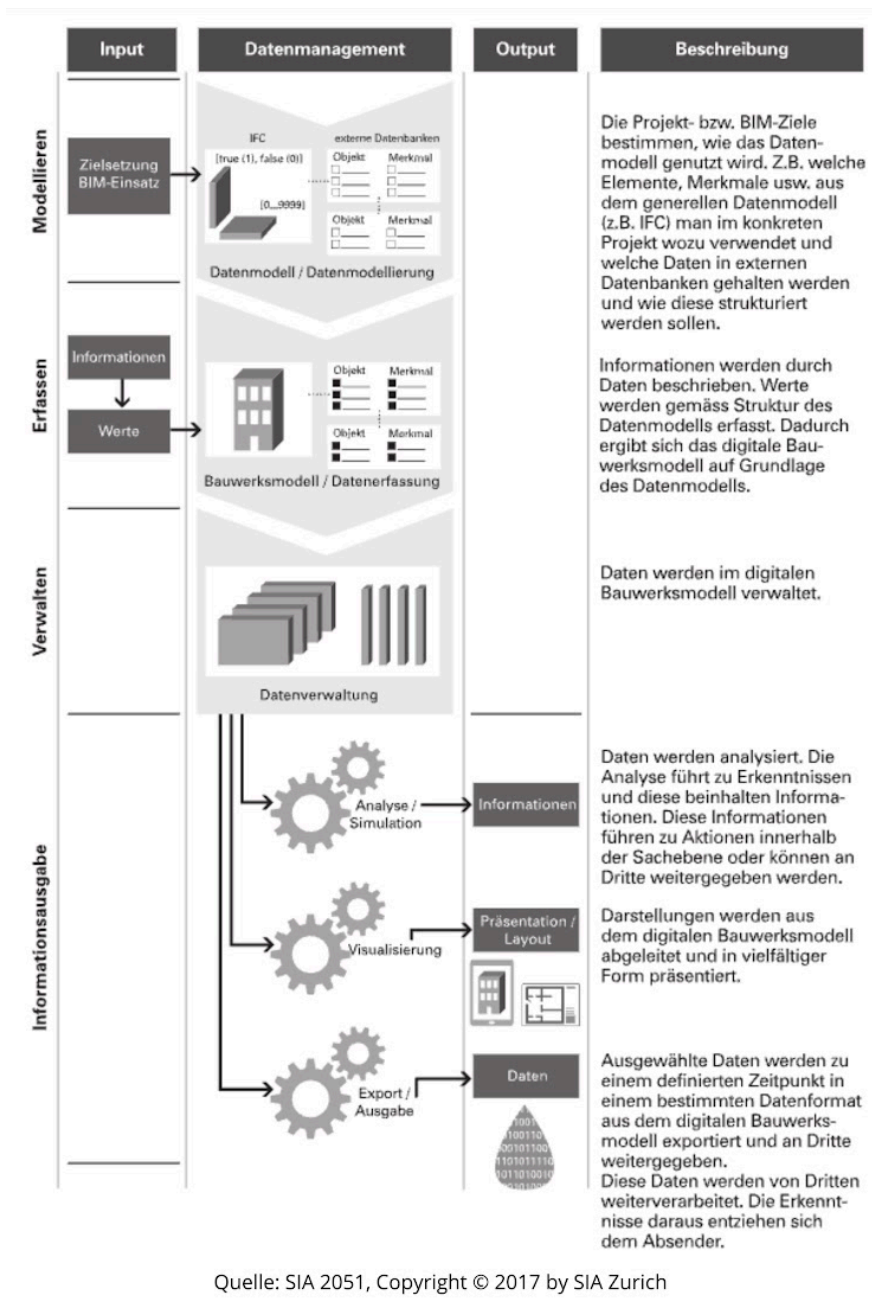 Input
Datenmanagement
Output
Beschreibung
Modellieren
Zielsetzung
BIM-Einsatz
IFC
[true (1), false (0)]
[0...9999]
externe Datenbanken
Objekt Merkmal
Objekt Merkmal
Datenmodell / Datenmodellierung
Die Projekt- bzw. BIM-Ziele
bestimmen, wie das Daten-
modell genutzt wird. Z.B. welche
Elemente, Merkmale usw. aus
dem generellen Datenmodell
(z.B. IFC) man im konkreten
Projekt wozu verwendet und
welche Daten in externen
Datenbanken gehalten werden
und wie diese strukturiert
werden sollen.
Erfassen
Informationen
Werte
Objekt Merkmal
Objekt Merkmal
Bauwerksmodell / Datenerfassung
Informationen werden durch
Daten beschrieben. Werte
werden gemäss Struktur des
Datenmodells erfasst. Dadurch
ergibt sich das digitale Bau-
werksmodell auf Grundlage
des Datenmodells.
Verwalten
Datenverwaltung
Daten werden im digitalen
Bauwerksmodell verwaltet.
Informationsausgabe
Analyse /
Simulation
Informationen
Daten werden analysiert. Die
Analyse führt zu Erkenntnissen
und diese beinhalten Informa-
tionen. Diese Informationen
führen zu Aktionen innerhalb
der Sachebene oder können an
Dritte weitergegeben werden.
Visualisierung
Präsentation /
Layout
Darstellungen werden aus
dem digitalen Bauwerksmodell
abgeleitet und in vielfältiger
Form präsentiert.
Export /
Ausgabe
Daten
Ausgewählte Daten werden zu
einem definierten Zeitpunkt in
einem bestimmten Datenformat
aus dem digitalen Bauwerks-
modell exportiert und an Dritte
weitergegeben.
Diese Daten werden von Dritten
weiterverarbeitet. Die Erkennt-
nisse daraus entziehen sich
dem Absender.
Quelle: SIA 2051, Copyright © 2017 by SIA Zurich